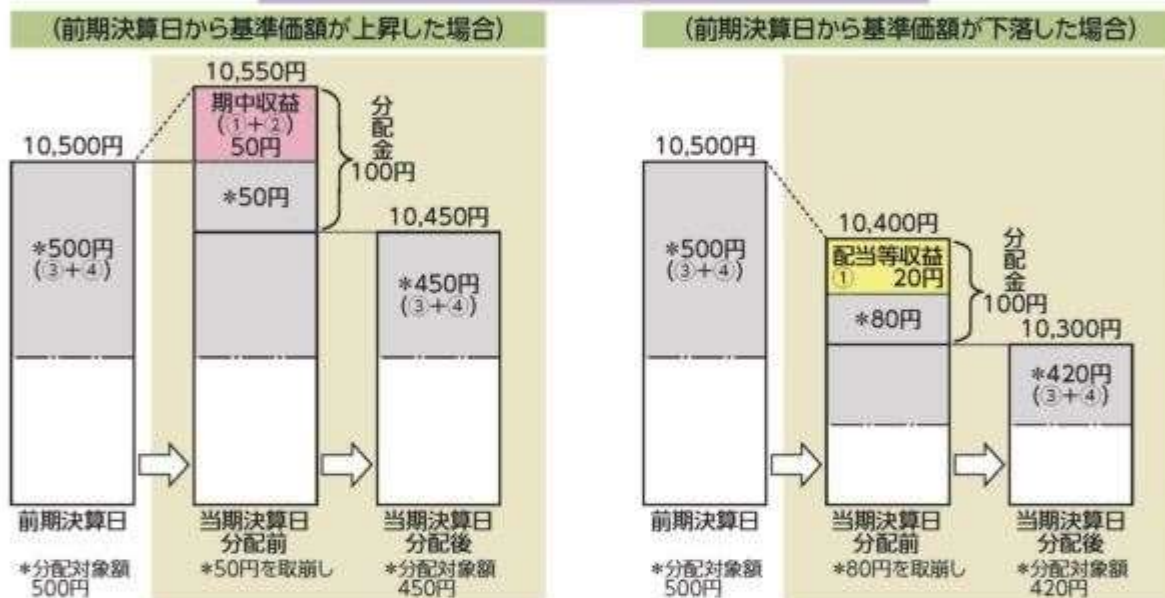 (前期決算日から基準価額が上昇した場合)
10,550円
期中収益
(①+②)
50円
*50円
分配金
100円
10,500円
*500円
(③+④)
10,450円
*450円
(③+④)
前期決算日
当期決算日
分配前
当期決算日
分配後
*分配対象額
500円
*50円を取崩し
*分配対象額
450円
(前期決算日から基準価額が下落した場合)
10,500円
*500円
(③+④)
10,400円
配当等収益
① 20円
*80円
分配金
100円
10,300円
*420円
(③+④)
前期決算日
当期決算日
分配前
当期決算日
分配後
*分配対象額
500円
*80円を取崩し
*分配対象額
420円